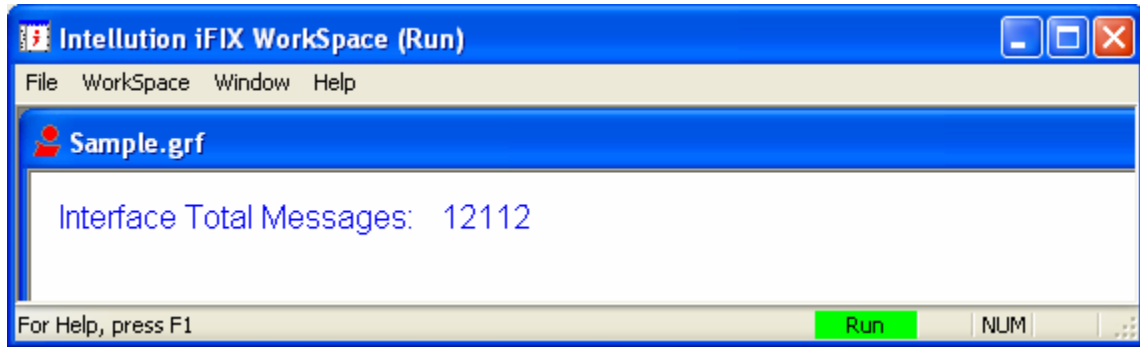 Intellution iFIX WorkSpace (Run)
File WorkSpace Window Help
Sample.grf
Interface Total Messages: 12112
For Help, press F1 Run NUM